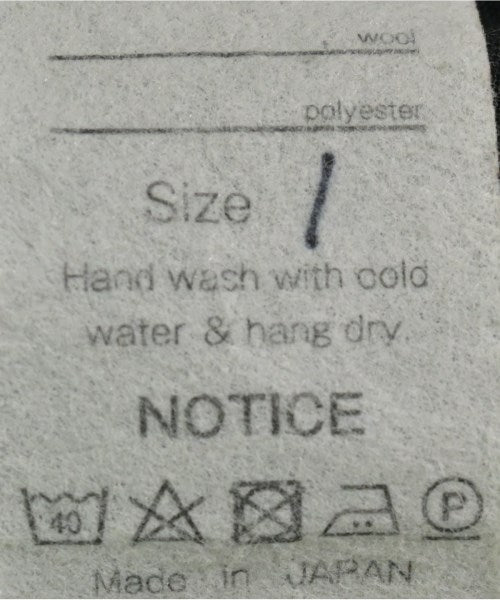 wool
polyester
Size 1
Hand wash with cold
water & hang dry.
NOTICE
40 P
Made in JAPAN